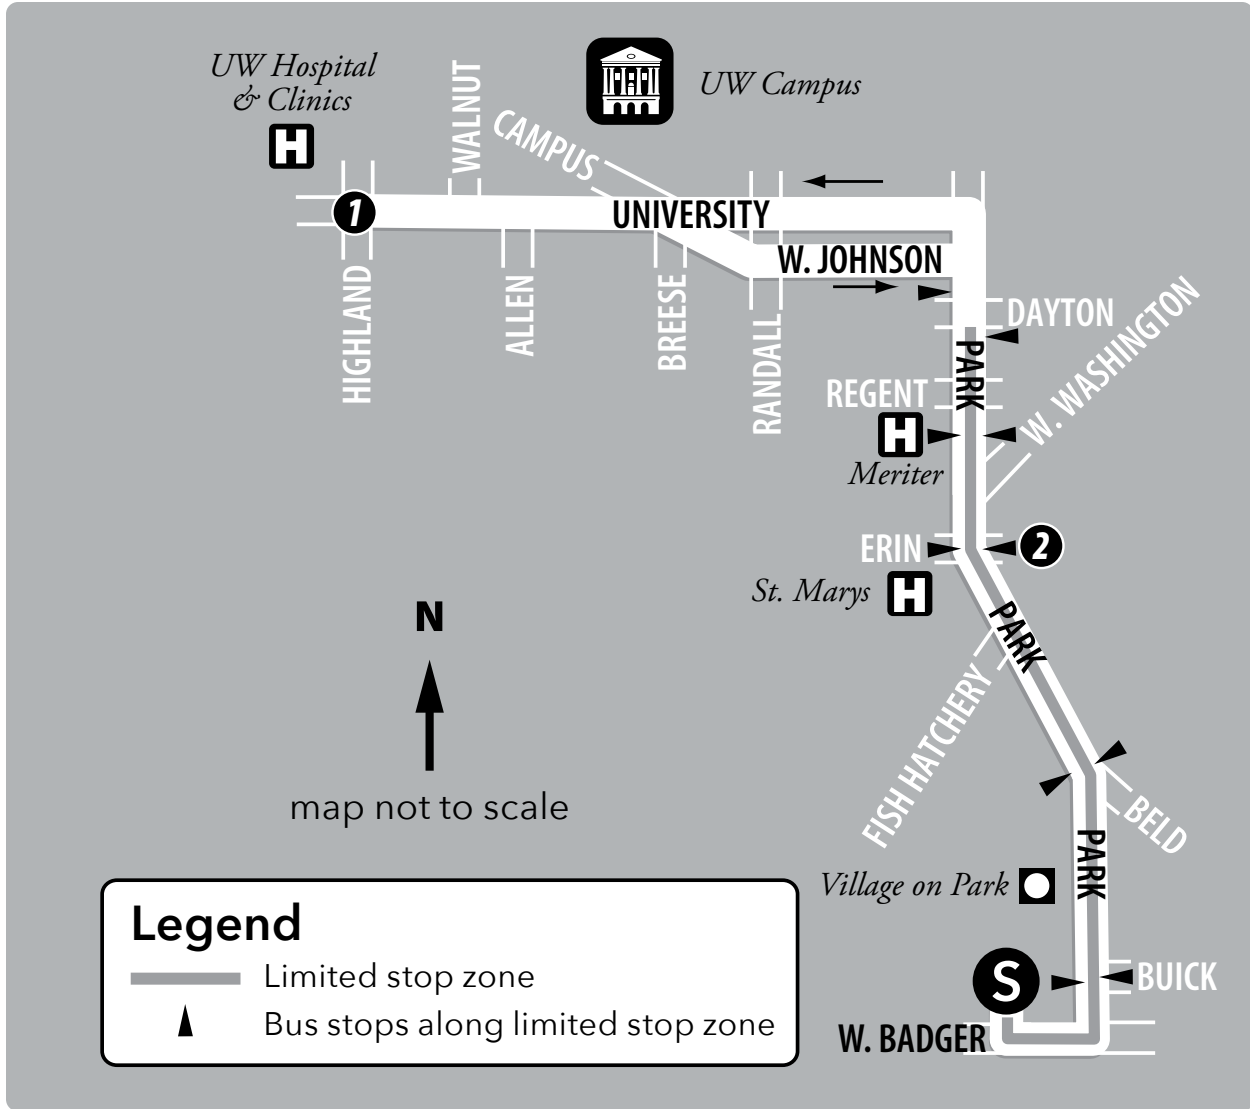 UW Hospital
& Clinics
H
WALNUT
CAMPUS
UW Campus
1
UNIVERSITY
W. JOHNSON
HIGHLAND
ALLEN
BREESE
RANDALL
DAYTON
PARK
W. WASHINGTON
REGENT
H
Meriter
ERIN
2
St. Marys
H
PARK
N
FISH HATCHERY
map not to scale
BELD
PARK
Village on Park
Legend
Limited stop zone
Bus stops along limited stop zone
S
BUICK
W. BADGER